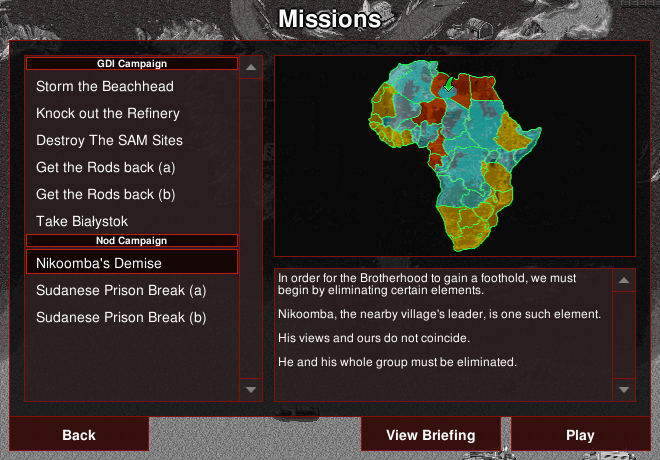 Missions
GDI Campaign
Storm the Beachhead
Knock out the Refinery
Destroy The SAM Sites
Get the Rods back (a)
Get the Rods back (b)
Take Białystok
Nod Campaign
Nikoomba's Demise
Sudanese Prison Break (a)
Sudanese Prison Break (b)
In order for the Brotherhood to gain a foothold, we must
begin by eliminating certain elements.
Nikoomba, the nearby village's leader, is one such element.
His views and ours do not coincide.
He and his whole group must be eliminated.
Back
View Briefing
Play